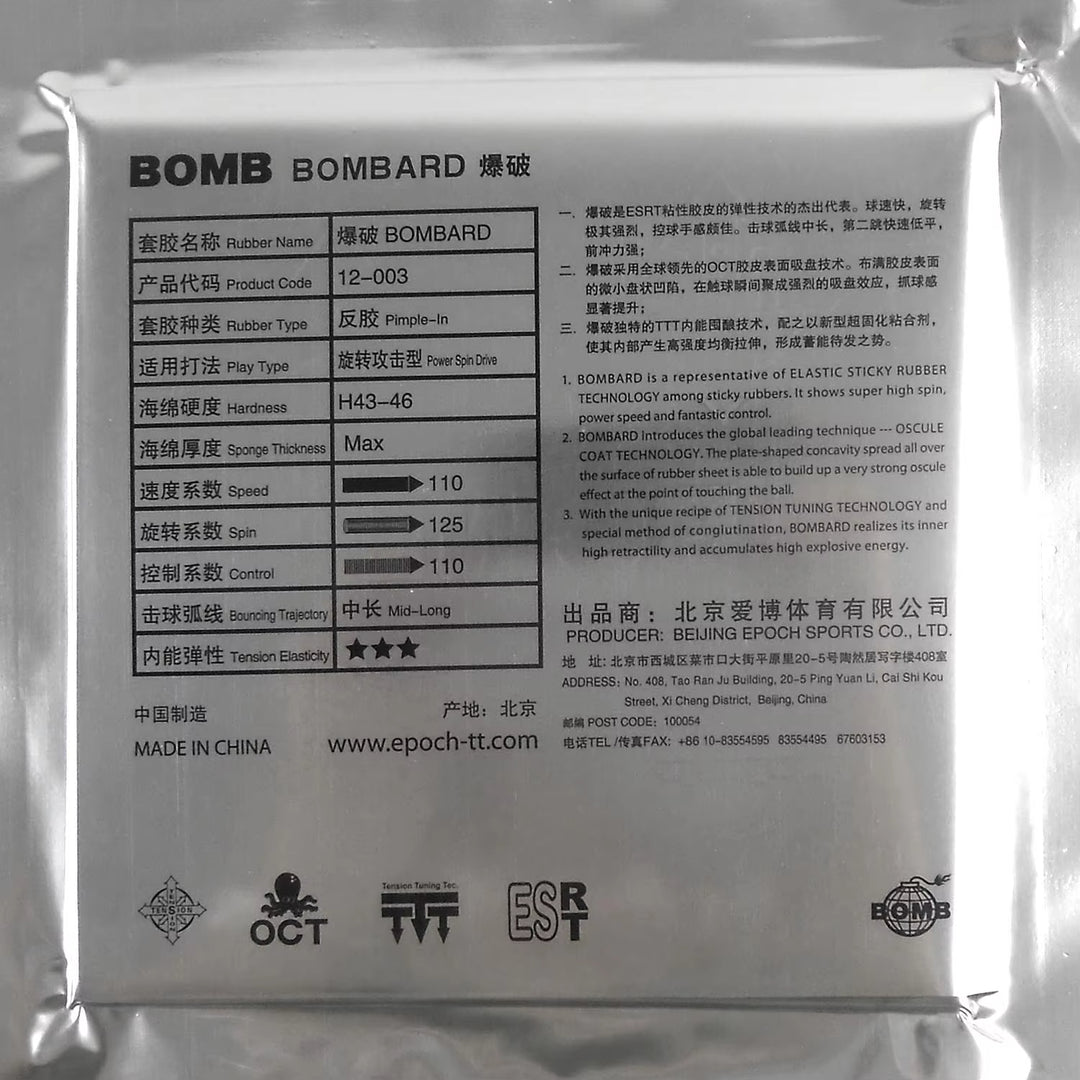 BOMB BOMBARD 爆破
套胶名称 Rubber Name 爆破 BOMBARD
产品代码 Product Code 12-003
套胶种类 Rubber Type 反胶 Pimple-In
适用打法 Play Type 旋转攻击型 Power Spin Drive
海绵硬度 Hardness H43-46
海绵厚度 Sponge Thickness Max
速度系数 Speed 110
旋转系数 Spin 125
控制系数 Control 110
击球弧线 Bouncing Trajectory 中长 Mid-Long
内能弹性 Tension Elasticity ★★★
中国制造 产地：北京
MADE IN CHINA www.epoch-tt.com
一. 爆破是ESRT粘性胶皮的弹性技术的杰出代表。球速快，旋转
极其强烈，控球手感颇佳。击球弧线中长，第二跳快速低平，
前冲力强；
二. 爆破采用全球领先的OCT胶皮表面吸盘技术。布满胶皮表面
的微小盘状凹陷，在触球瞬间聚成强烈的吸盘效应，抓球感
显著提升；
三. 爆破独特的TTT内能囤酿技术，配之以新型超固化粘合剂，
使其内部产生高强度均衡拉伸，形成蓄能待发之势。
1. BOMBARD is a representative of ELASTIC STICKY RUBBER
TECHNOLOGY among sticky rubbers. It shows super high spin,
power speed and fantastic control.
2. BOMBARD introduces the global leading technique --- OSCULE
COAT TECHNOLOGY. The plate-shaped concavity spread all over
the surface of rubber sheet is able to build up a very strong oscule
effect at the point of touching the ball.
3. With the unique recipe of TENSION TUNING TECHNOLOGY and
special method of conglutination, BOMBARD realizes its inner
high retractility and accumulates high explosive energy.
出品商：北京爱博体育有限公司
PRODUCER: BEIJING EPOCH SPORTS CO., LTD.
地 址: 北京市西城区菜市口大街平原里20-5号陶然居写字楼408室
ADDRESS: No. 408, Tao Ran Ju Building, 20-5 Ping Yuan Li, Cai Shi Kou
Street, Xi Cheng District, Beijing, China
邮编 POST CODE: 100054
电话TEL /传真FAX: +86 10-83554595 83554495 67603153
TENSION TENSION
OCT
Tension Tuning Tec.
TTT
ESRT
BOMB